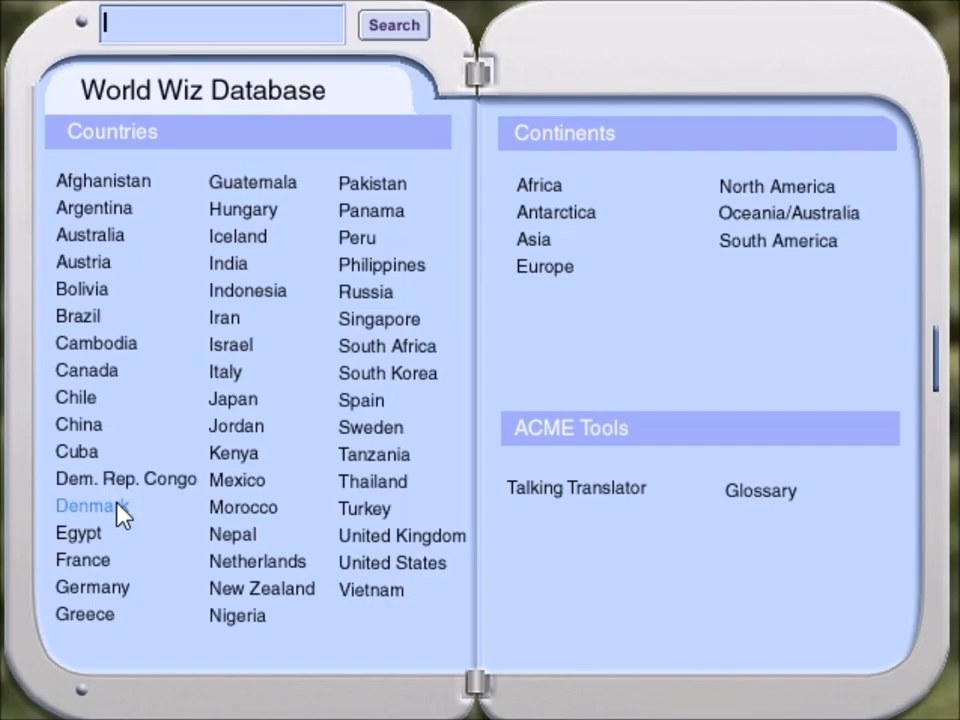 Search
World Wiz Database
Countries
Afghanistan
Argentina
Australia
Austria
Bolivia
Brazil
Cambodia
Canada
Chile
China
Cuba
Dem. Rep. Congo
Denmark
Egypt
France
Germany
Greece
Guatemala
Hungary
Iceland
India
Indonesia
Iran
Israel
Italy
Japan
Jordan
Kenya
Mexico
Morocco
Nepal
Netherlands
New Zealand
Nigeria
Pakistan
Panama
Peru
Philippines
Russia
Singapore
South Africa
South Korea
Spain
Sweden
Tanzania
Thailand
Turkey
United Kingdom
United States
Vietnam
Continents
Africa
Antarctica
Asia
Europe
North America
Oceania/Australia
South America
ACME Tools
Talking Translator
Glossary